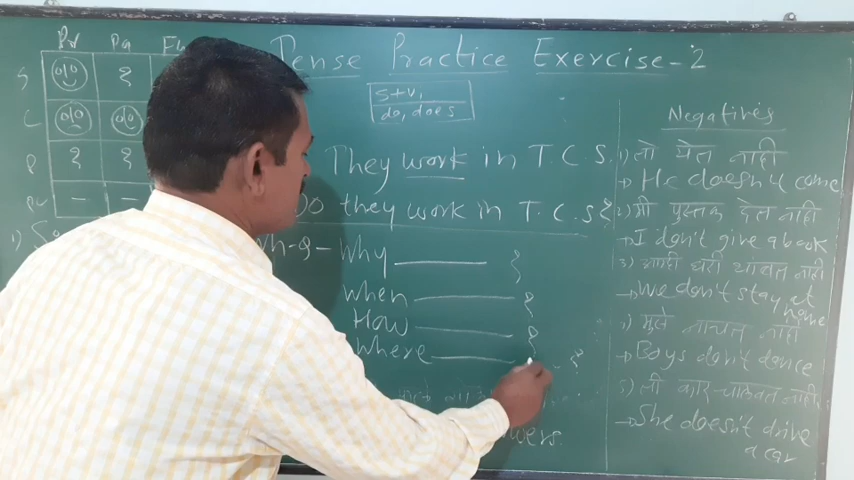 Pr Pa Fu
Tense Practice Exercise-2
S
S+V1
do, does
C
P
They work in T.C.S.
Do they work in T.C.S?
Wh-Q - Why ______ ?
when ______ ?
How ______ ?
where ______ ?
Negatives
1) तो येत नाही
→ He doesn't come
2) मी पुस्तक देत नाही
→ I don't give a book
3) आम्ही घरी थांबत नाही
→ We don't stay at
home
4) मुले नाचत नाही
→ Boys don't dance
5) ती कार चालवत नाही
→ She doesn't drive
a car